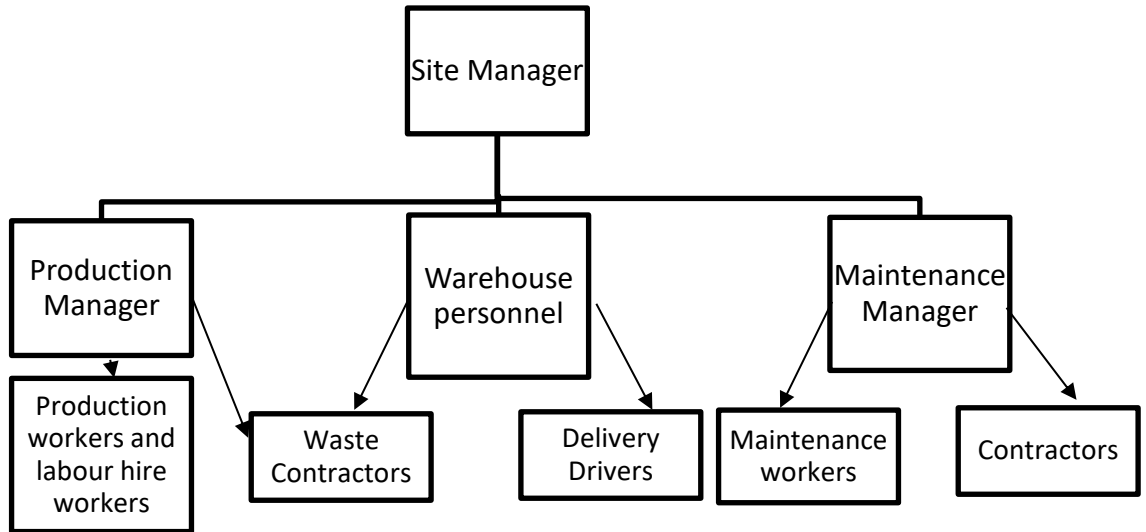 Site Manager
Production
Manager
Warehouse
personnel
Maintenance
Manager
Production
workers and
labour hire
workers
Waste
Contractors
Delivery
Drivers
Maintenance
workers
Contractors